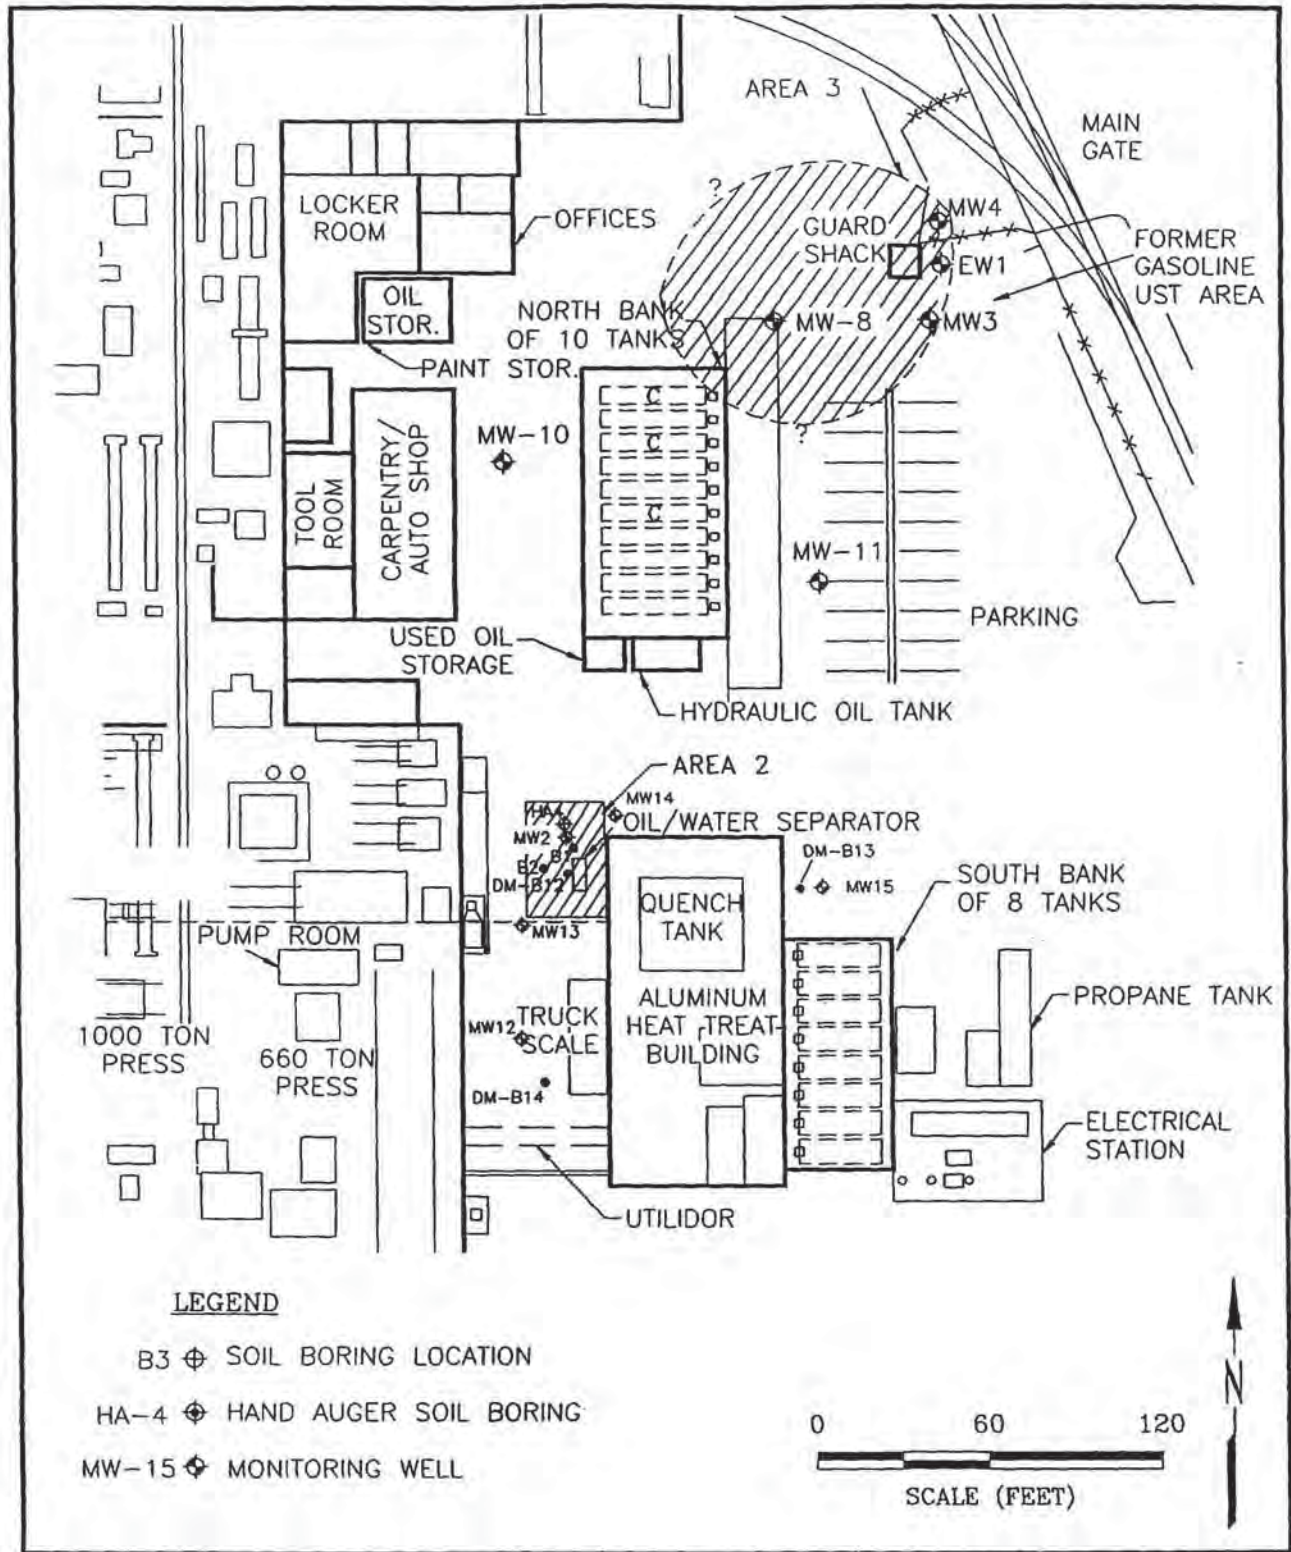 AREA 3
MAIN
GATE
LOCKER
ROOM
OFFICES
?
MW4
GUARD
SHACK
EW1
FORMER
GASOLINE
UST AREA
OIL
STOR.
NORTH BANK
OF 10 TANKS
MW-8
MW3
PAINT STOR.
C
C
C
?
MW-10
TOOL
ROOM
CARPENTRY/
AUTO SHOP
MW-11
PARKING
USED OIL
STORAGE
HYDRAULIC OIL TANK
AREA 2
MW14
OIL/WATER SEPARATOR
MW2
B2
DM-B12
DM-B13
MW15
SOUTH BANK
OF 8 TANKS
QUENCH
TANK
MW13
PUMP ROOM
PROPANE TANK
1000 TON
PRESS
660 TON
PRESS
MW12
TRUCK
SCALE
ALUMINUM
HEAT TREAT
BUILDING
DM-B14
ELECTRICAL
STATION
UTILIDOR
LEGEND
B3 SOIL BORING LOCATION
HA-4 HAND AUGER SOIL BORING
MW-15 MONITORING WELL
0 60 120
SCALE (FEET)
N